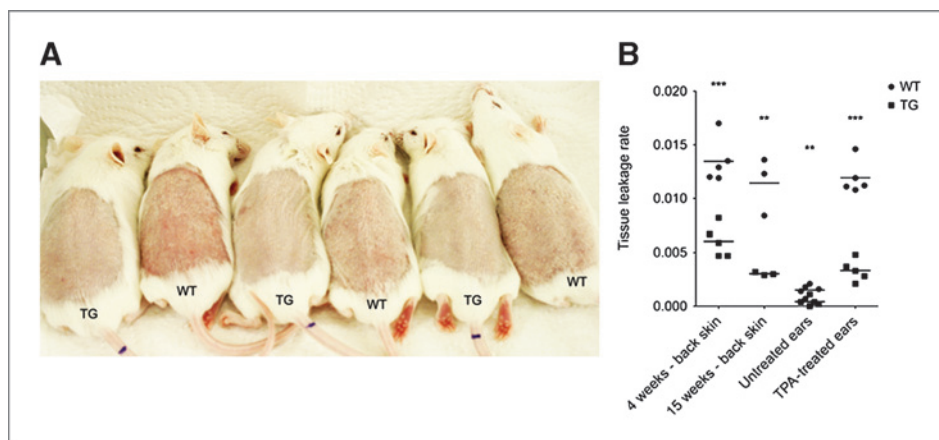 A
TG
WT
TG
WT
TG
WT
B
Tissue leakage rate
0.020
0.015
0.010
0.005
0.000
***
**
**
***
WT
TG
4 weeks - back skin
15 weeks - back skin
Untreated ears
TPA-treated ears